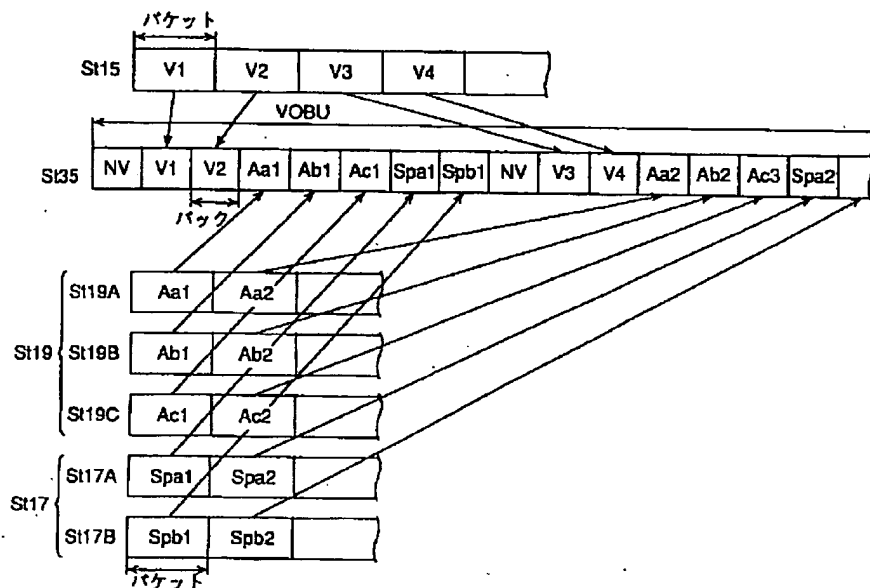 パケット
St15 V1 V2 V3 V4
VOBU
St35 NV V1 V2 Aa1 Ab1 Ac1 Spa1 Spb1 NV V3 V4 Aa2 Ab2 Ac3 Spa2
パック
St19A Aa1 Aa2
St19 St19B Ab1 Ab2
St19C Ac1 Ac2
St17A Spa1 Spa2
St17
St17B Spb1 Spb2
パケット